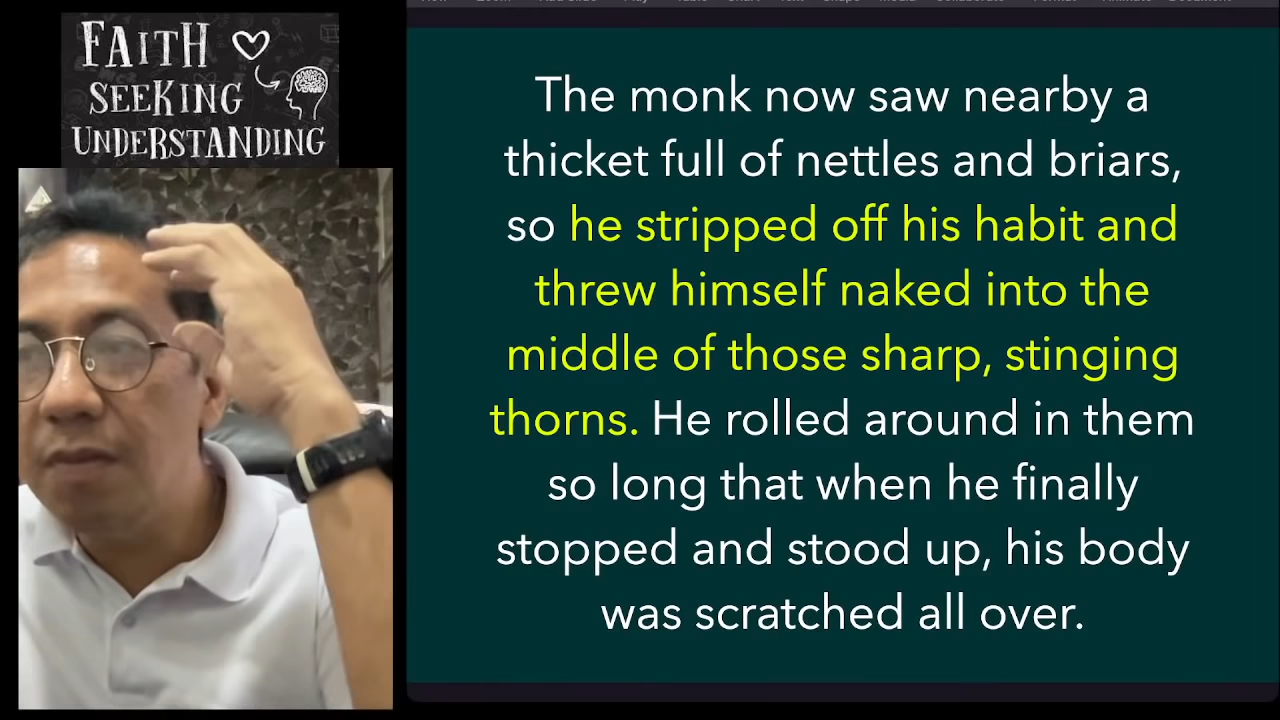 FAITH
SEEKING
UNDERSTANDING
The monk now saw nearby a
thicket full of nettles and briars,
so he stripped off his habit and
threw himself naked into the
middle of those sharp, stinging
thorns. He rolled around in them
so long that when he finally
stopped and stood up, his body
was scratched all over.